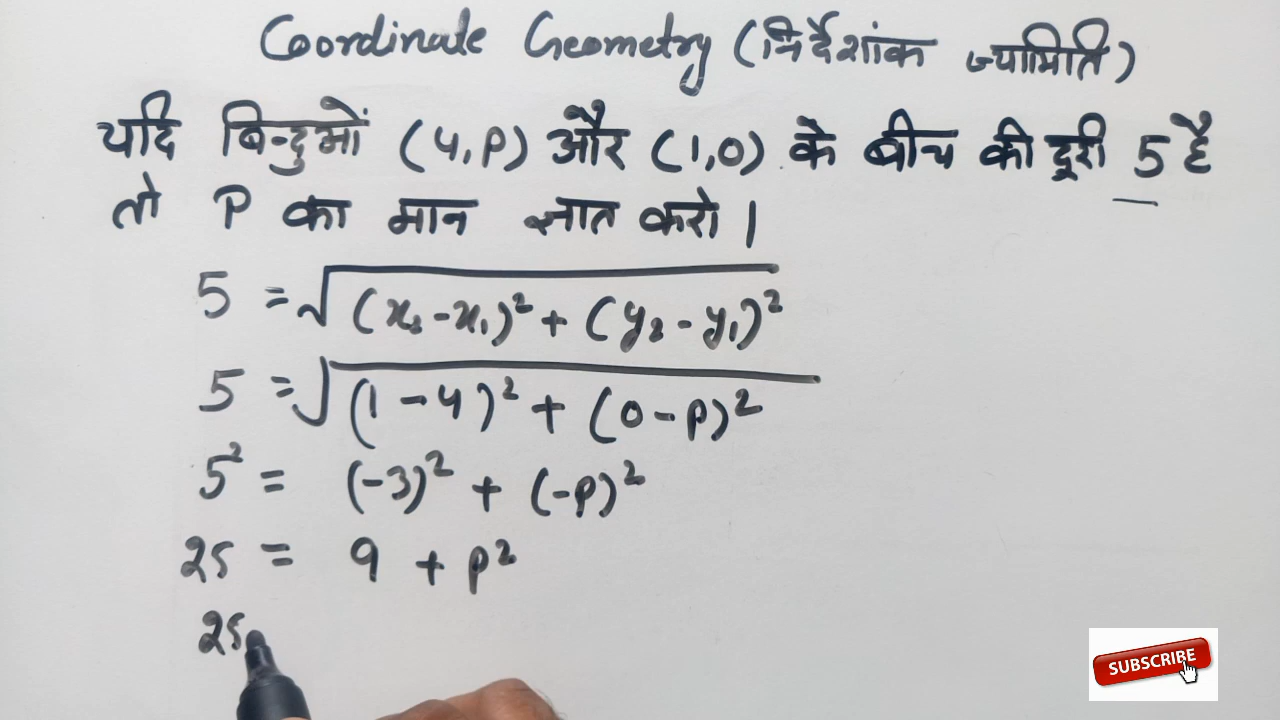 Coordinate Geometry (निर्देशांक ज्यामिति)
यदि बिन्दुओं (4,P) और (1,0) के बीच की दूरी 5 है
तो P का मान ज्ञात करो।
5 = √(x₂-x₁)² + (y₂-y₁)²
5 = √(1-4)² + (0-P)²
5² = (-3)² + (-P)²
25 = 9 + P²
25
SUBSCRIBE